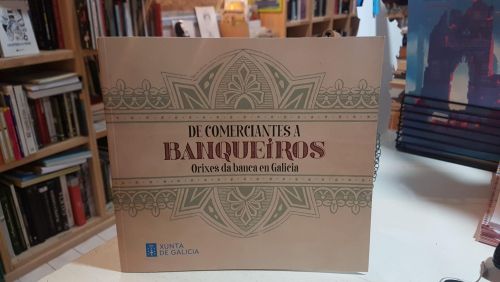 DE COMERCIANTES A
BANQUEIROS
Orixes da banca en Galicia
XUNTA
DE GALICIA